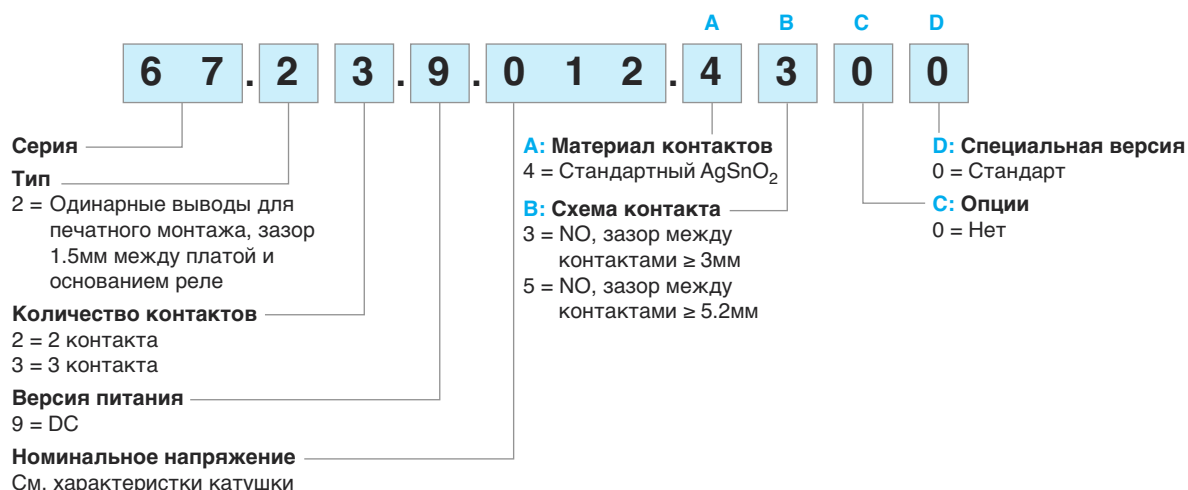 A B C D
6 7 . 2 3 . 9 . 0 1 2 . 4 3 0 0
Серия
Тип
2 = Одинарные выводы для
печатного монтажа, зазор
1.5мм между платой и
основанием реле
Количество контактов
2 = 2 контакта
3 = 3 контакта
Версия питания
9 = DC
Номинальное напряжение
См. характеристки катушки
A: Материал контактов
4 = Стандартный AgSnO₂
B: Схема контакта
3 = NO, зазор между
контактами ≥ 3мм
5 = NO, зазор между
контактами ≥ 5.2мм
D: Специальная версия
0 = Стандарт
C: Опции
0 = Нет